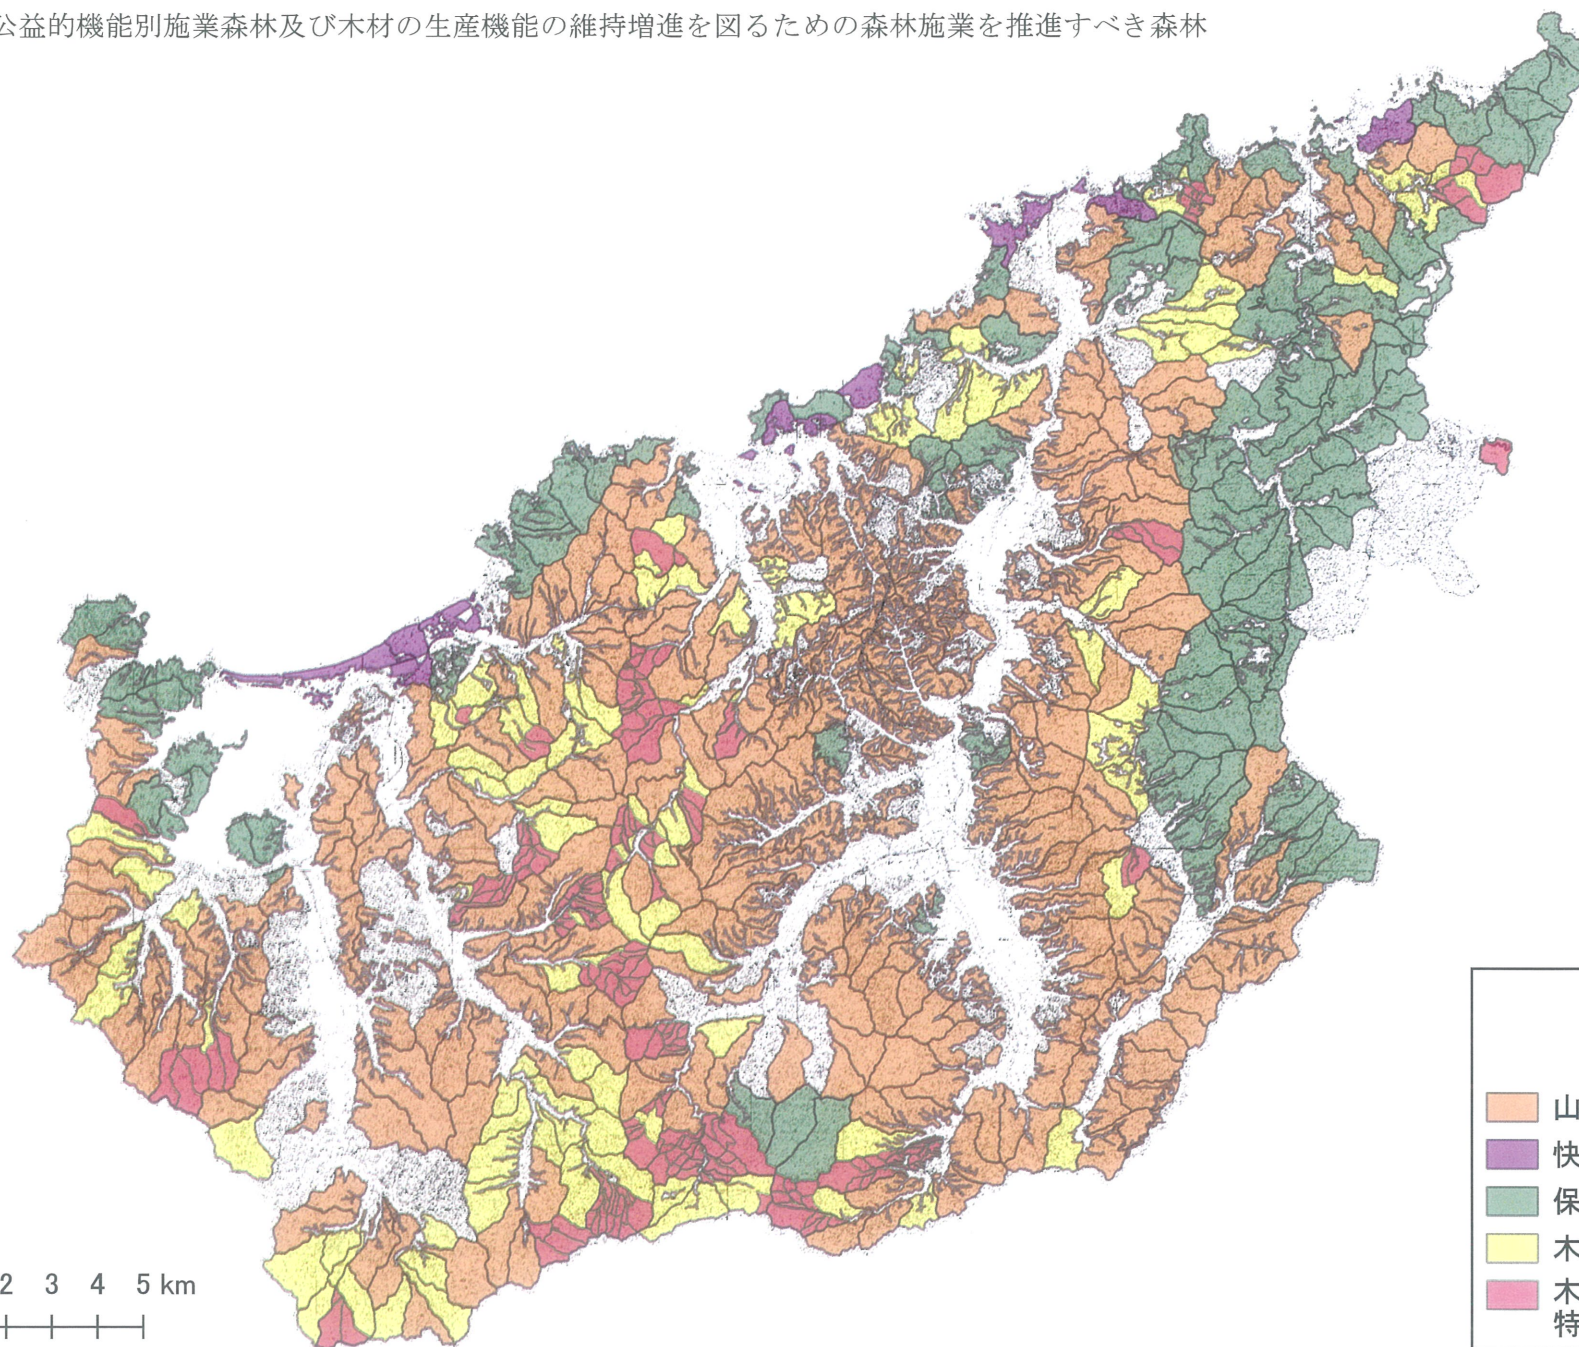 公益的機能別施業森林及び木材の生産機能の維持増進を図るための森林施業を推進すべき森林
山
快
保
木
木
特
2 3 4 5 km